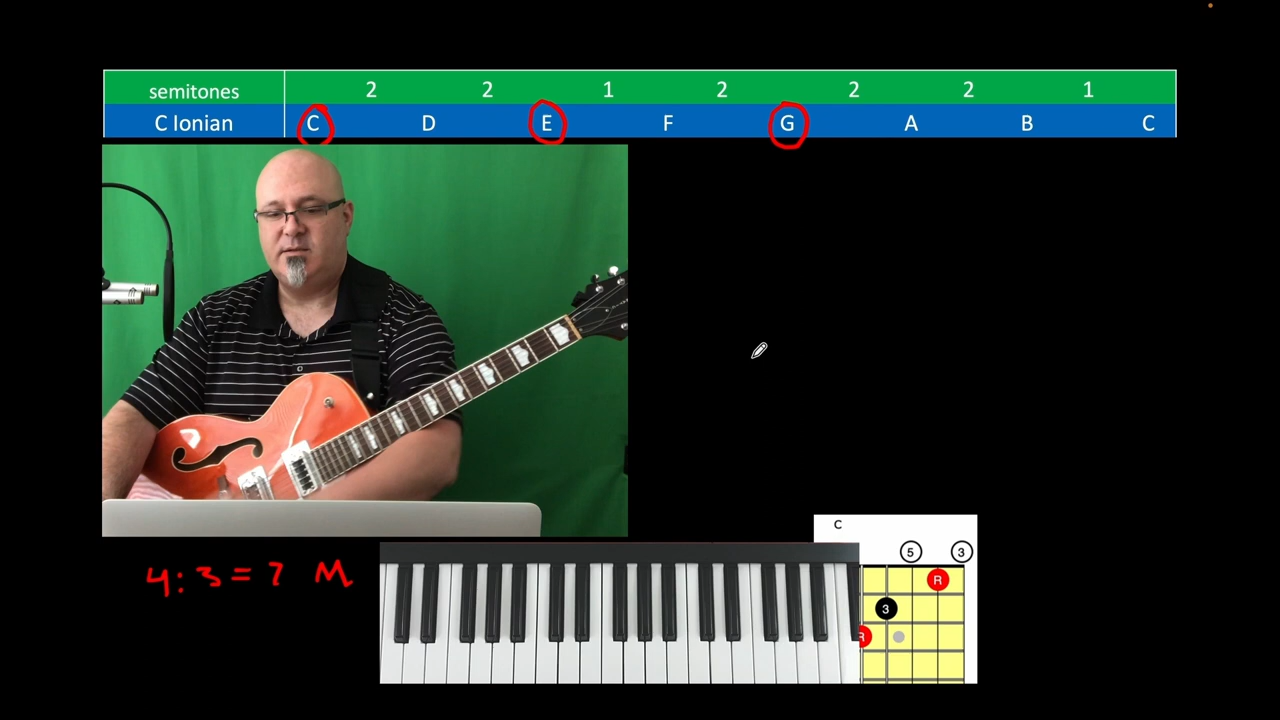 semitones 2 2 1 2 2 2 1
C Ionian C D E F G A B C
4:3=7 M
C
5 3
R
3
R